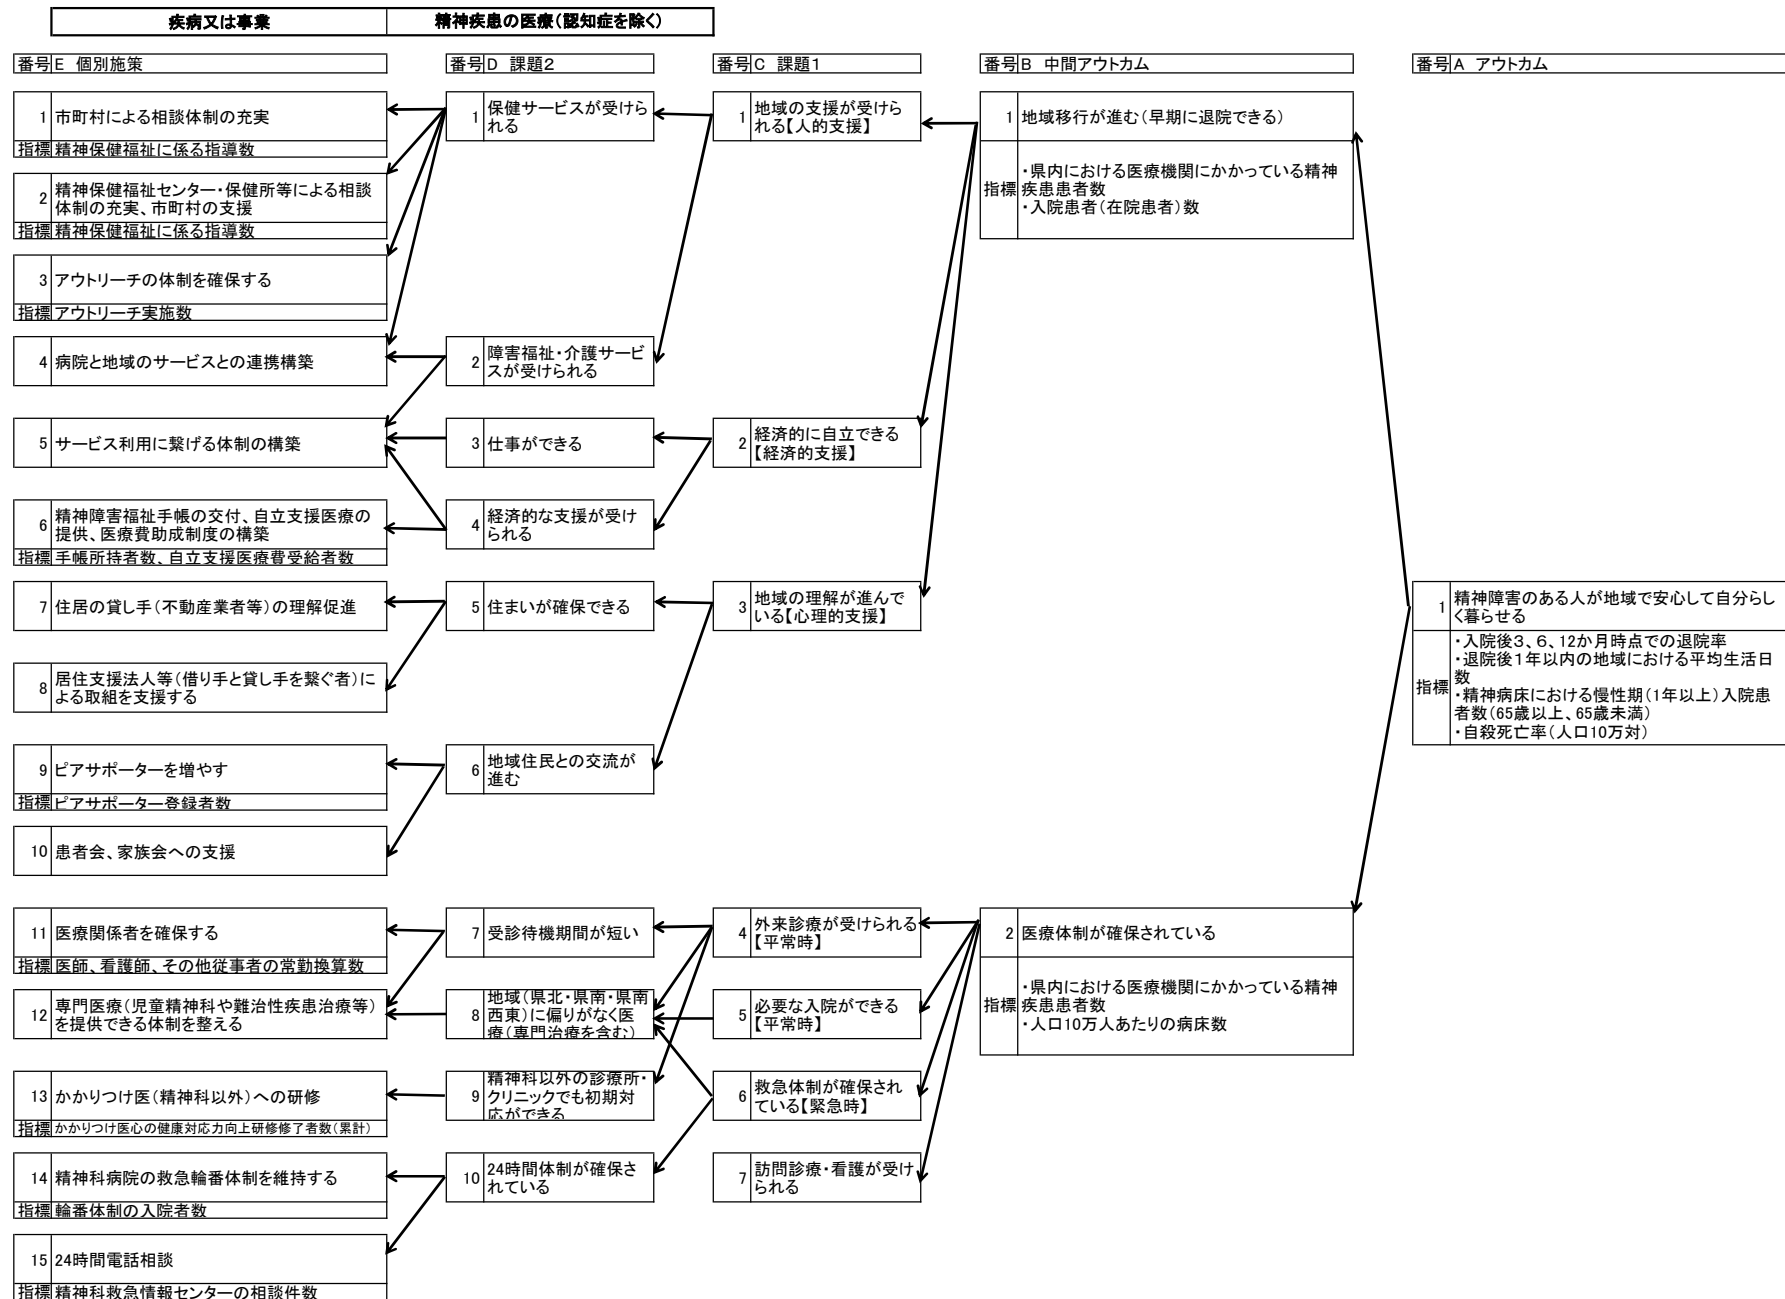 疾病又は事業 精神疾患の医療（認知症を除く）
番号 E 個別施策
1 市町村による相談体制の充実
指標 精神保健福祉に係る指導数
2 精神保健福祉センター・保健所等による相談
体制の充実、市町村の支援
指標 精神保健福祉に係る指導数
3 アウトリーチの体制を確保する
指標 アウトリーチ実施数
4 病院と地域のサービスとの連携構築
5 サービス利用に繋げる体制の構築
6 精神障害福祉手帳の交付、自立支援医療の
提供、医療費助成制度の構築
指標 手帳所持者数、自立支援医療費受給者数
7 住居の貸し手（不動産業者等）の理解促進
8 居住支援法人等（借り手と貸し手を繋ぐ者）に
よる取組を支援する
9 ピアサポーターを増やす
指標 ピアサポーター登録者数
10 患者会、家族会への支援
11 医療関係者を確保する
指標 医師、看護師、その他従事者の常勤換算数
12 専門医療（児童精神科や難治性疾患治療等）
を提供できる体制を整える
13 かかりつけ医（精神科以外）への研修
指標 かかりつけ医心の健康対応力向上研修修了者数（累計）
14 精神科病院の救急輪番体制を維持する
指標 輪番体制の入院者数
15 24時間電話相談
指標 精神科救急情報センターの相談件数
番号 D 課題2
1 保健サービスが受けら
れる
2 障害福祉・介護サービ
スが受けられる
3 仕事ができる
4 経済的な支援が受け
られる
5 住まいが確保できる
6 地域住民との交流が
進む
7 受診待機期間が短い
8 地域（県北・県南・県南
西東）に偏りがなく医
療（専門治療を含む）
9 精神科以外の診療所・
クリニックでも初期対
応ができる
10 24時間体制が確保さ
れている
番号 C 課題1
1 地域の支援が受けら
れる【人的支援】
2 経済的に自立できる
【経済的支援】
3 地域の理解が進んで
いる【心理的支援】
4 外来診療が受けられる
【平常時】
5 必要な入院ができる
【平常時】
6 救急体制が確保され
ている【緊急時】
7 訪問診療・看護が受け
られる
番号 B 中間アウトカム
1 地域移行が進む（早期に退院できる）
指標 ・県内における医療機関にかかっている精神
疾患患者数
・入院患者（在院患者）数
2 医療体制が確保されている
指標 ・県内における医療機関にかかっている精神
疾患患者数
・人口10万人あたりの病床数
番号 A アウトカム
1 精神障害のある人が地域で安心して自分らし
く暮らせる
指標 ・入院後3、6、12か月時点での退院率
・退院後1年以内の地域における平均生活日
数
・精神病床における慢性期（1年以上）入院患
者数（65歳以上、65歳未満）
・自殺死亡率（人口10万対）